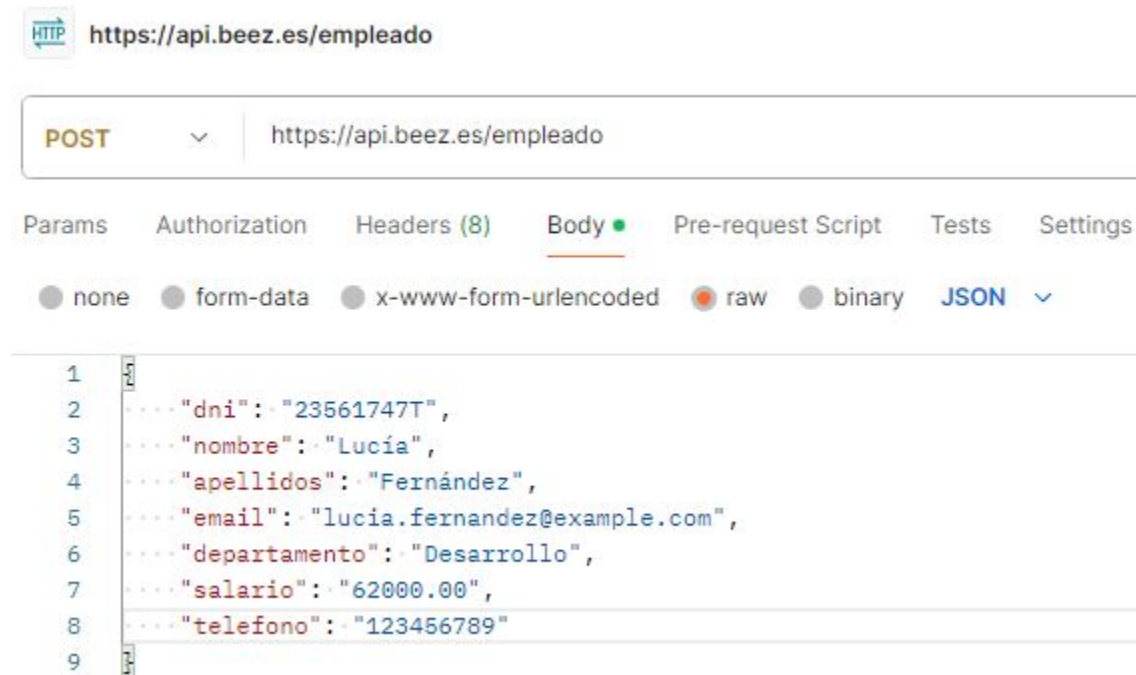 HTTP https://api.beez.es/empleado
POST https://api.beez.es/empleado
Params Authorization Headers (8) Body Pre-request Script Tests Settings
none form-data x-www-form-urlencoded raw binary JSON
1 {
2 "dni": "23561747T",
3 "nombre": "Lucía",
4 "apellidos": "Fernández",
5 "email": "lucia.fernandez@example.com",
6 "departamento": "Desarrollo",
7 "salario": "62000.00",
8 "telefono": "123456789"
9 }